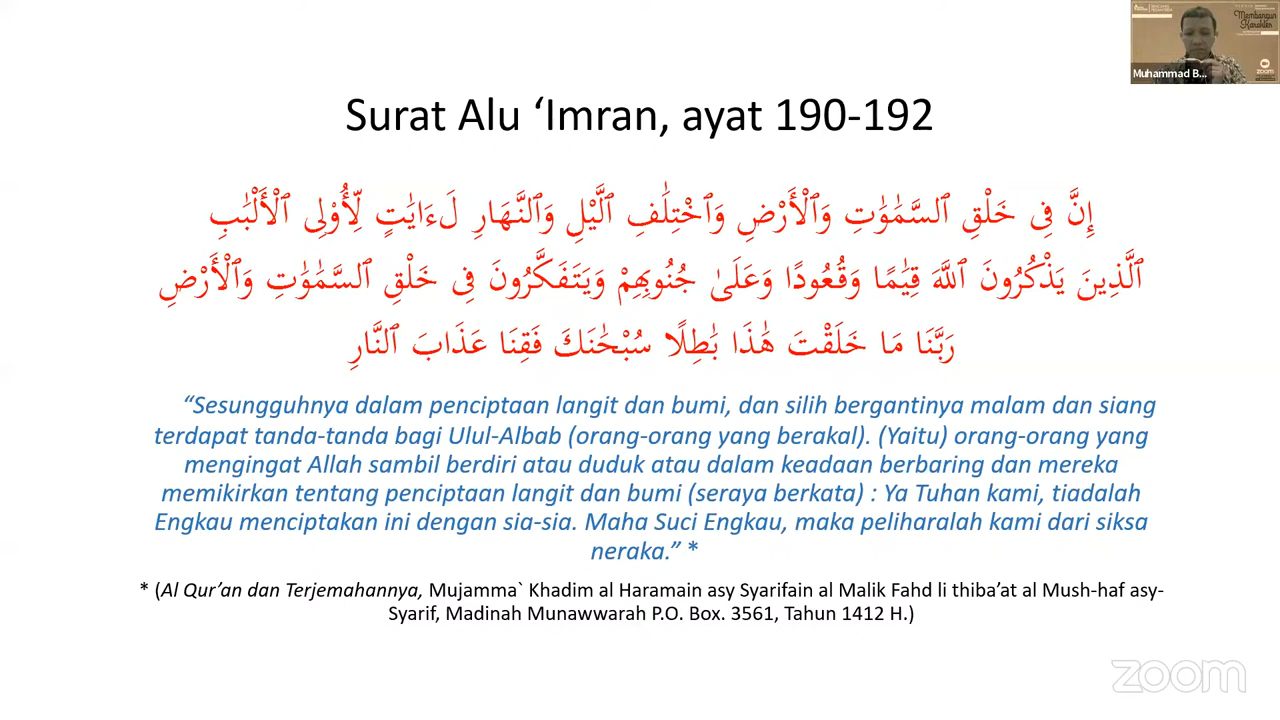 Membangun
Karakter
zoom
Muhammad B...
Surat Alu ‘Imran, ayat 190-192
إِنَّ فِى خَلْقِ ٱلسَّمَٰوَٰتِ وَٱلْأَرْضِ وَٱخْتِلَٰفِ ٱلَّيْلِ وَٱلنَّهَارِ لَءَايَٰتٍ لِّأُو۟لِى ٱلْأَلْبَٰبِ
ٱلَّذِينَ يَذْكُرُونَ ٱللَّهَ قِيَٰمًا وَقُعُودًا وَعَلَىٰ جُنُوبِهِمْ وَيَتَفَكَّرُونَ فِى خَلْقِ ٱلسَّمَٰوَٰتِ وَٱلْأَرْضِ
رَبَّنَا مَا خَلَقْتَ هَٰذَا بَٰطِلًا سُبْحَٰنَكَ فَقِنَا عَذَابَ ٱلنَّارِ
“Sesungguhnya dalam penciptaan langit dan bumi, dan silih bergantinya malam dan siang
terdapat tanda-tanda bagi Ulul-Albab (orang-orang yang berakal). (Yaitu) orang-orang yang
mengingat Allah sambil berdiri atau duduk atau dalam keadaan berbaring dan mereka
memikirkan tentang penciptaan langit dan bumi (seraya berkata) : Ya Tuhan kami, tiadalah
Engkau menciptakan ini dengan sia-sia. Maha Suci Engkau, maka peliharalah kami dari siksa
neraka.” *
* (Al Qur’an dan Terjemahannya, Mujamma` Khadim al Haramain asy Syarifain al Malik Fahd li thiba’at al Mush-haf asy-
Syarif, Madinah Munawwarah P.O. Box. 3561, Tahun 1412 H.)
zoom